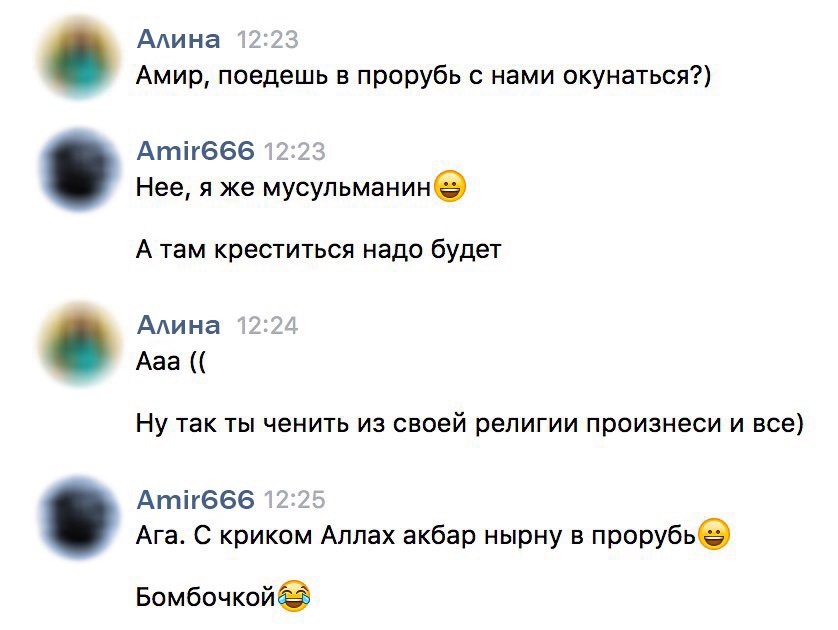 Алина 12:23
Амир, поедешь в прорубь с нами окунаться?)
Amir666 12:23
Нее, я же мусульманин😀
А там креститься надо будет
Алина 12:24
Ааа ((
Ну так ты ченить из своей религии произнеси и все)
Amir666 12:25
Ага. С криком Аллах акбар нырну в прорубь😀
Бомбочкой😂